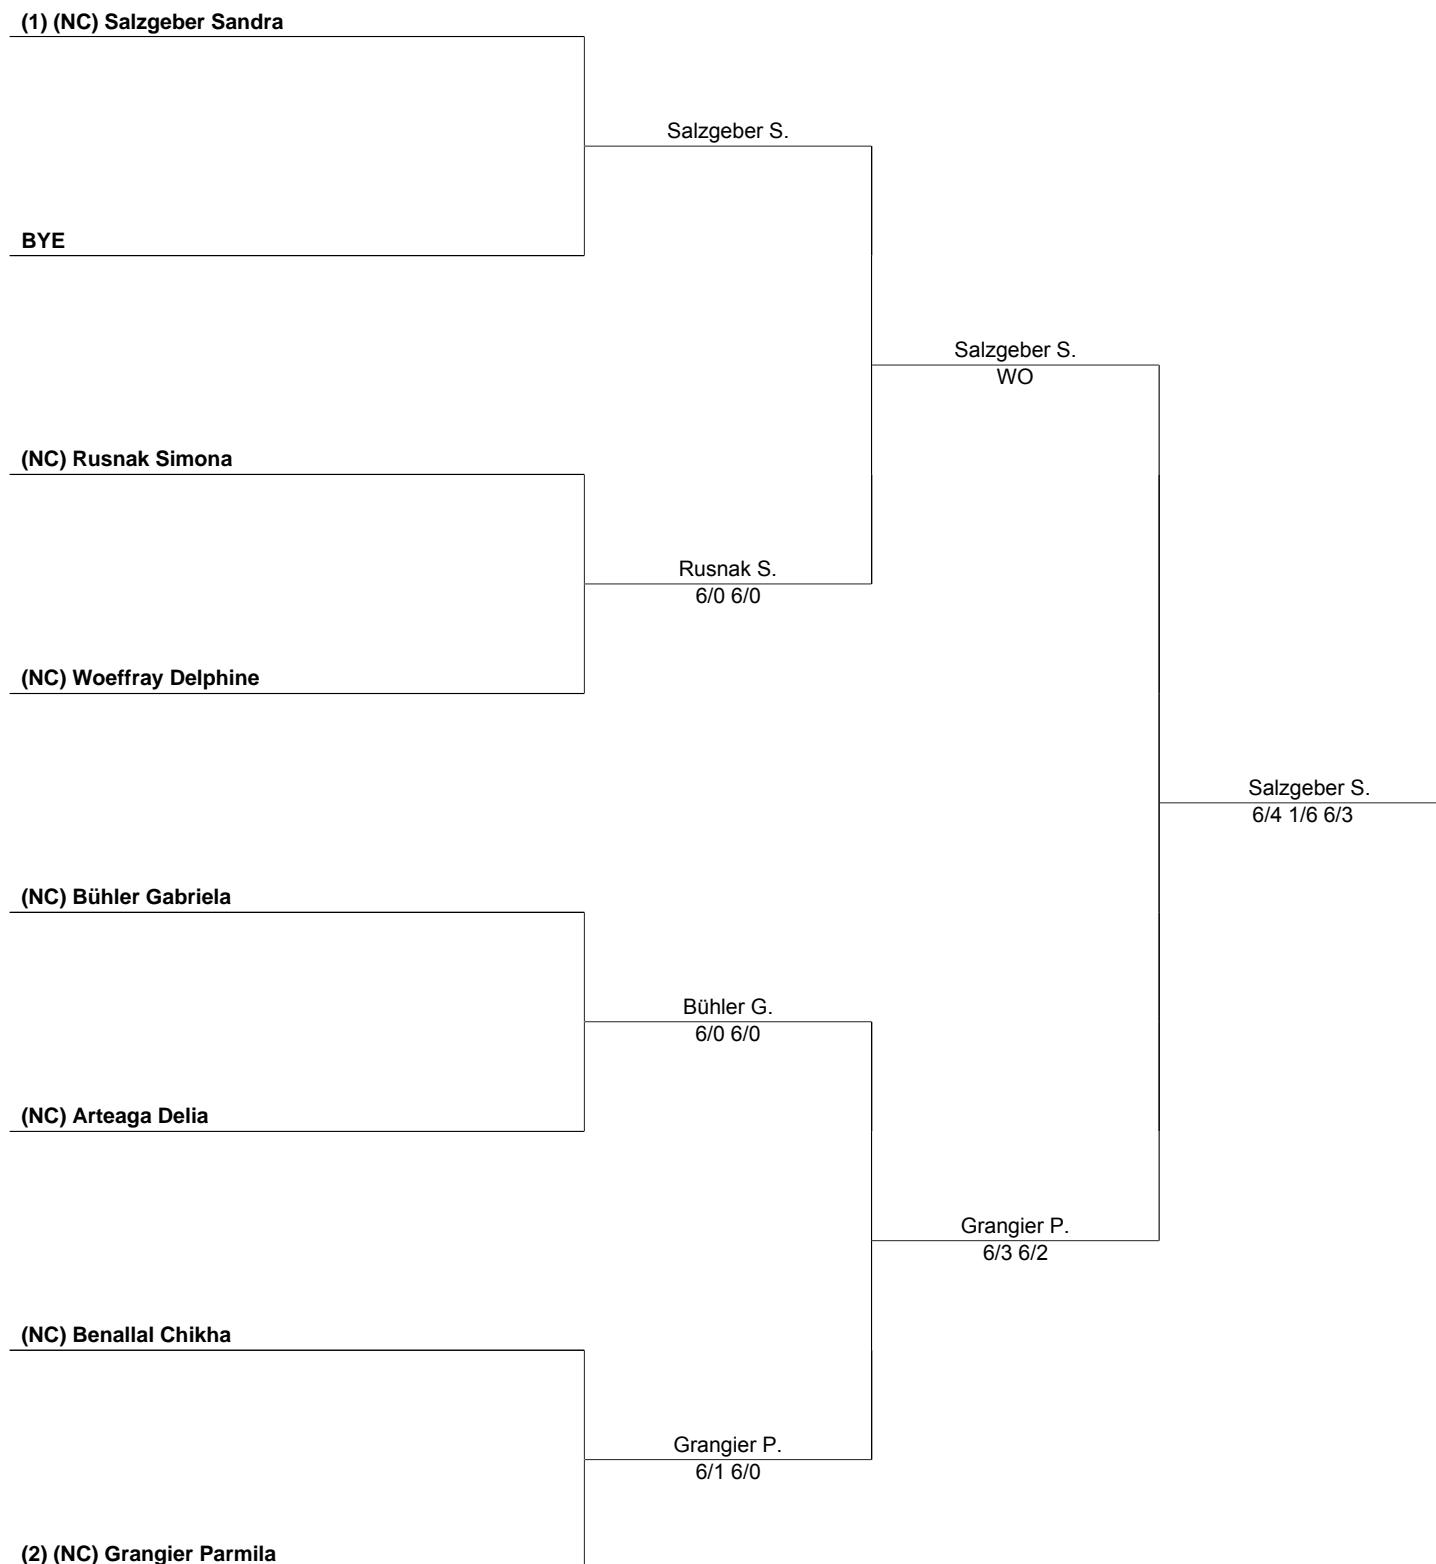 (1) (NC) Salzgeber Sandra
Salzgeber S.
BYE
Salzgeber S.
WO
(NC) Rusnak Simona
Rusnak S.
6/0 6/0
(NC) Woeffray Delphine
Salzgeber S.
6/4 1/6 6/3
(NC) Bühler Gabriela
Bühler G.
6/0 6/0
(NC) Arteaga Delia
Grangier P.
6/3 6/2
(NC) Benallal Chikha
Grangier P.
6/1 6/0
(2) (NC) Grangier Parmila